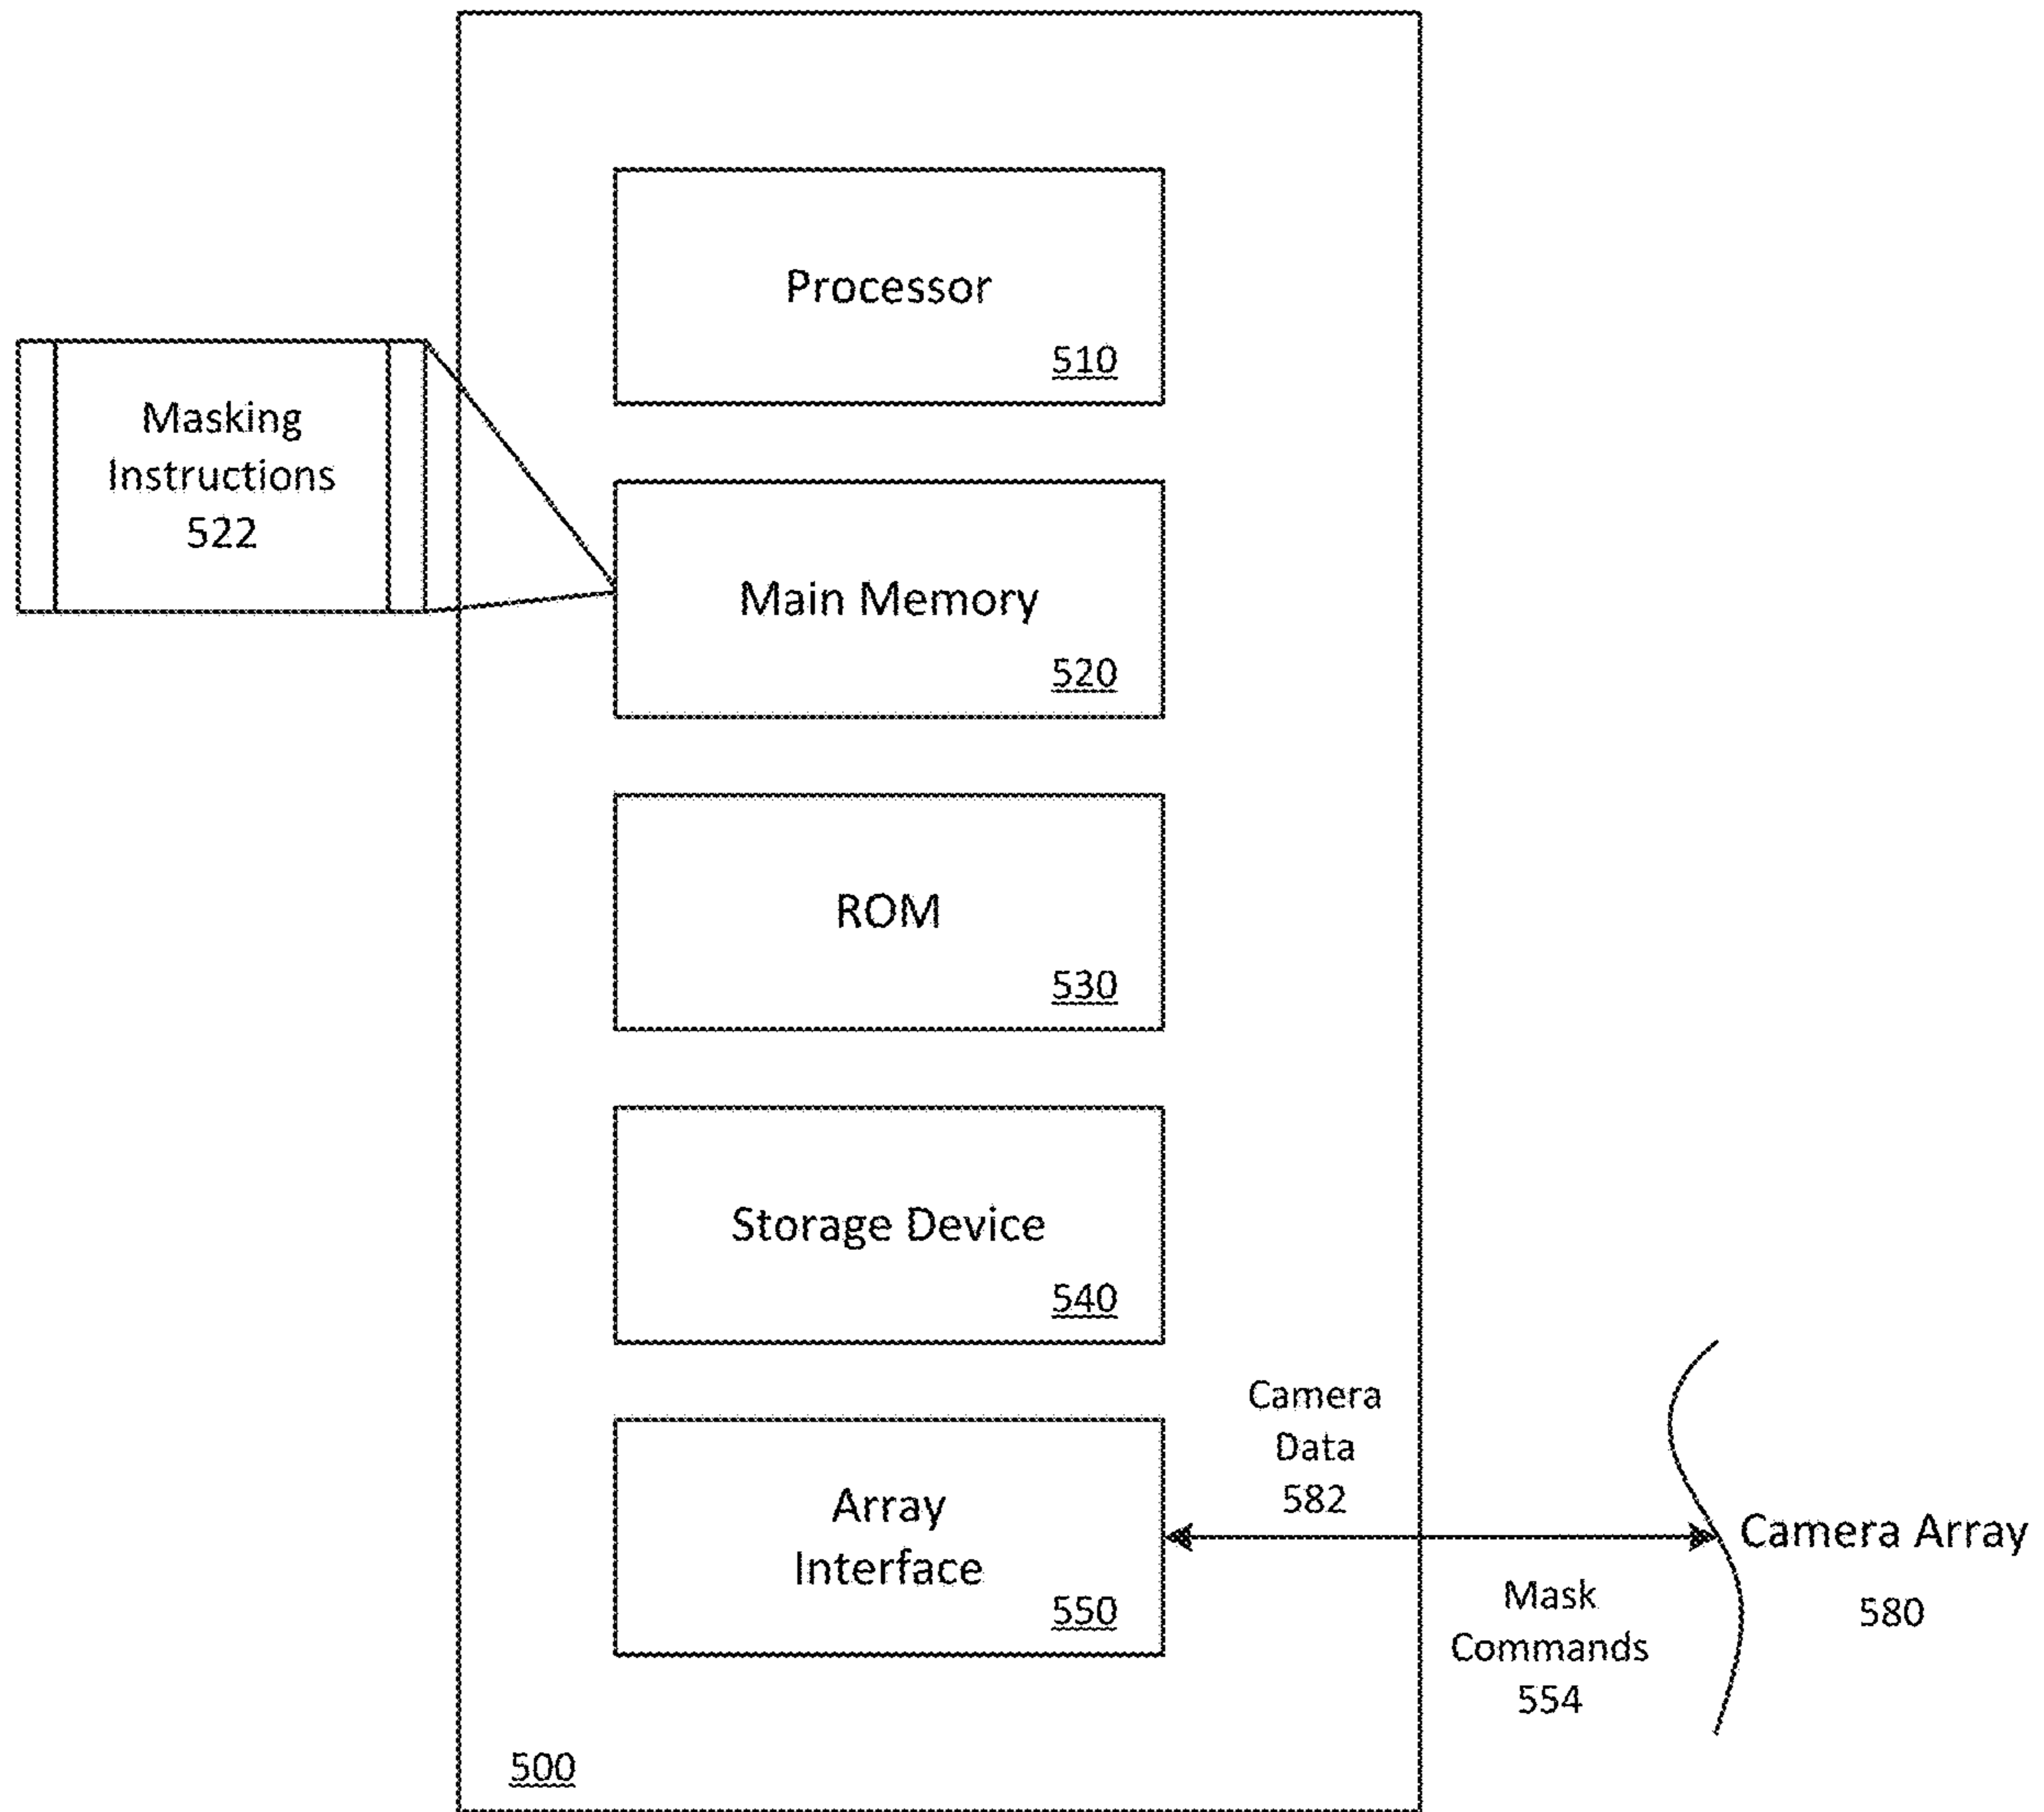 Processor
510
Masking
Instructions
522
Main Memory
520
ROM
530
Storage Device
540
Camera
Data
582
Array
Interface
550
Camera Array
580
Mask
Commands
554
500